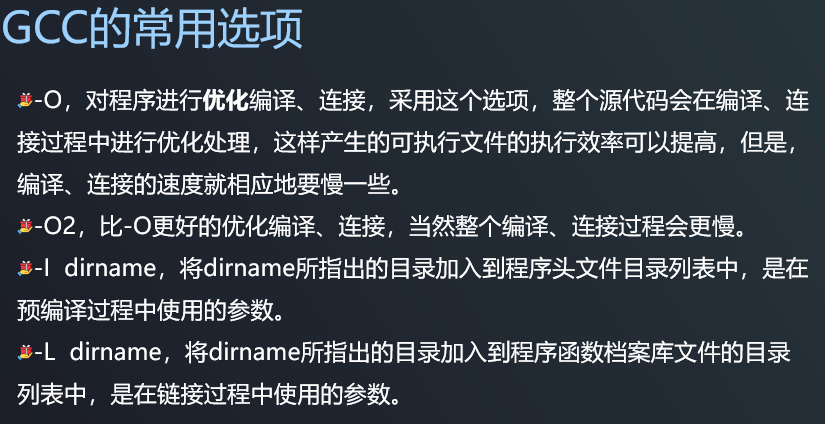 GCC的常用选项
-O，对程序进行优化编译、连接，采用这个选项，整个源代码会在编译、连
接过程中进行优化处理，这样产生的可执行文件的执行效率可以提高，但是，
编译、连接的速度就相应地要慢一些。
-O2，比-O更好的优化编译、连接，当然整个编译、连接过程会更慢。
-I dirname，将dirname所指出的目录加入到程序头文件目录列表中，是在
预编译过程中使用的参数。
-L dirname，将dirname所指出的目录加入到程序函数档案库文件的目录
列表中，是在链接过程中使用的参数。